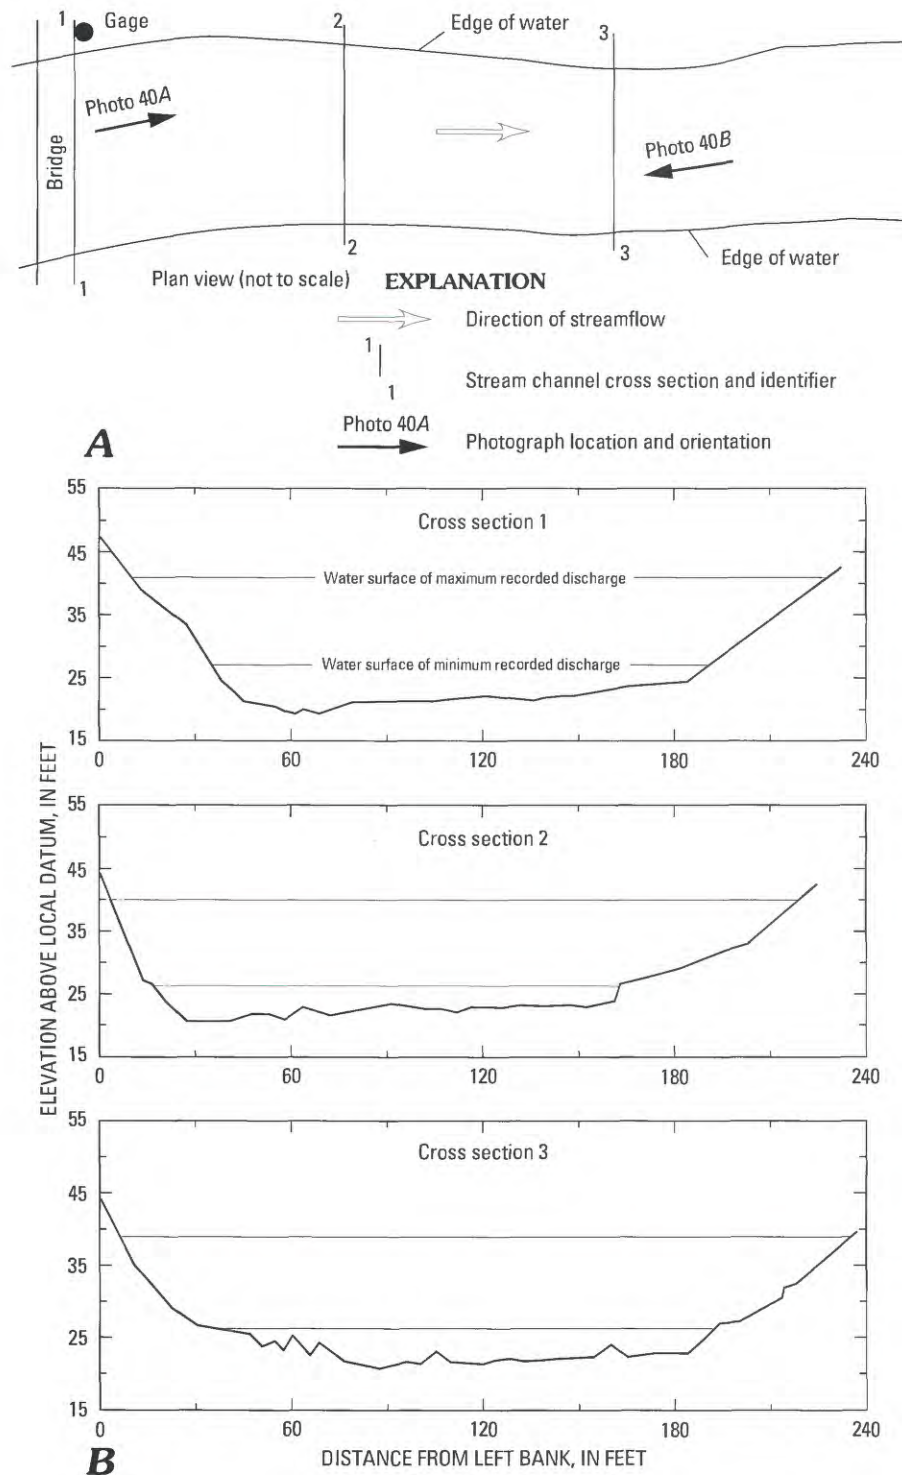 1
Gage
2
Edge of water
3
Photo 40A
Bridge
Photo 40B
1
2
3
Edge of water
Plan view (not to scale)
EXPLANATION
Direction of streamflow
1
1
Stream channel cross section and identifier
Photo 40A
Photograph location and orientation
A
ELEVATION ABOVE LOCAL DATUM, IN FEET
55
45
35
25
15
Cross section 1
Water surface of maximum recorded discharge
Water surface of minimum recorded discharge
0 60 120 180 240
55
45
35
25
15
Cross section 2
0 60 120 180 240
55
45
35
25
15
Cross section 3
0 60 120 180 240
B
DISTANCE FROM LEFT BANK, IN FEET